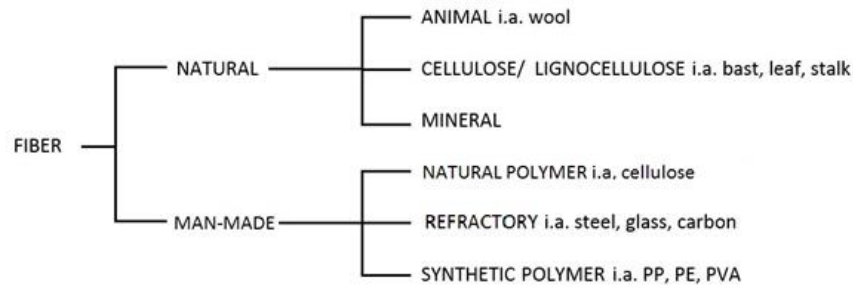 ANIMAL i.a. wool
NATURAL
CELLULOSE/ LIGNOCELLULOSE i.a. bast, leaf, stalk
MINERAL
FIBER
NATURAL POLYMER i.a. cellulose
MAN-MADE
REFRACTORY i.a. steel, glass, carbon
SYNTHETIC POLYMER i.a. PP, PE, PVA